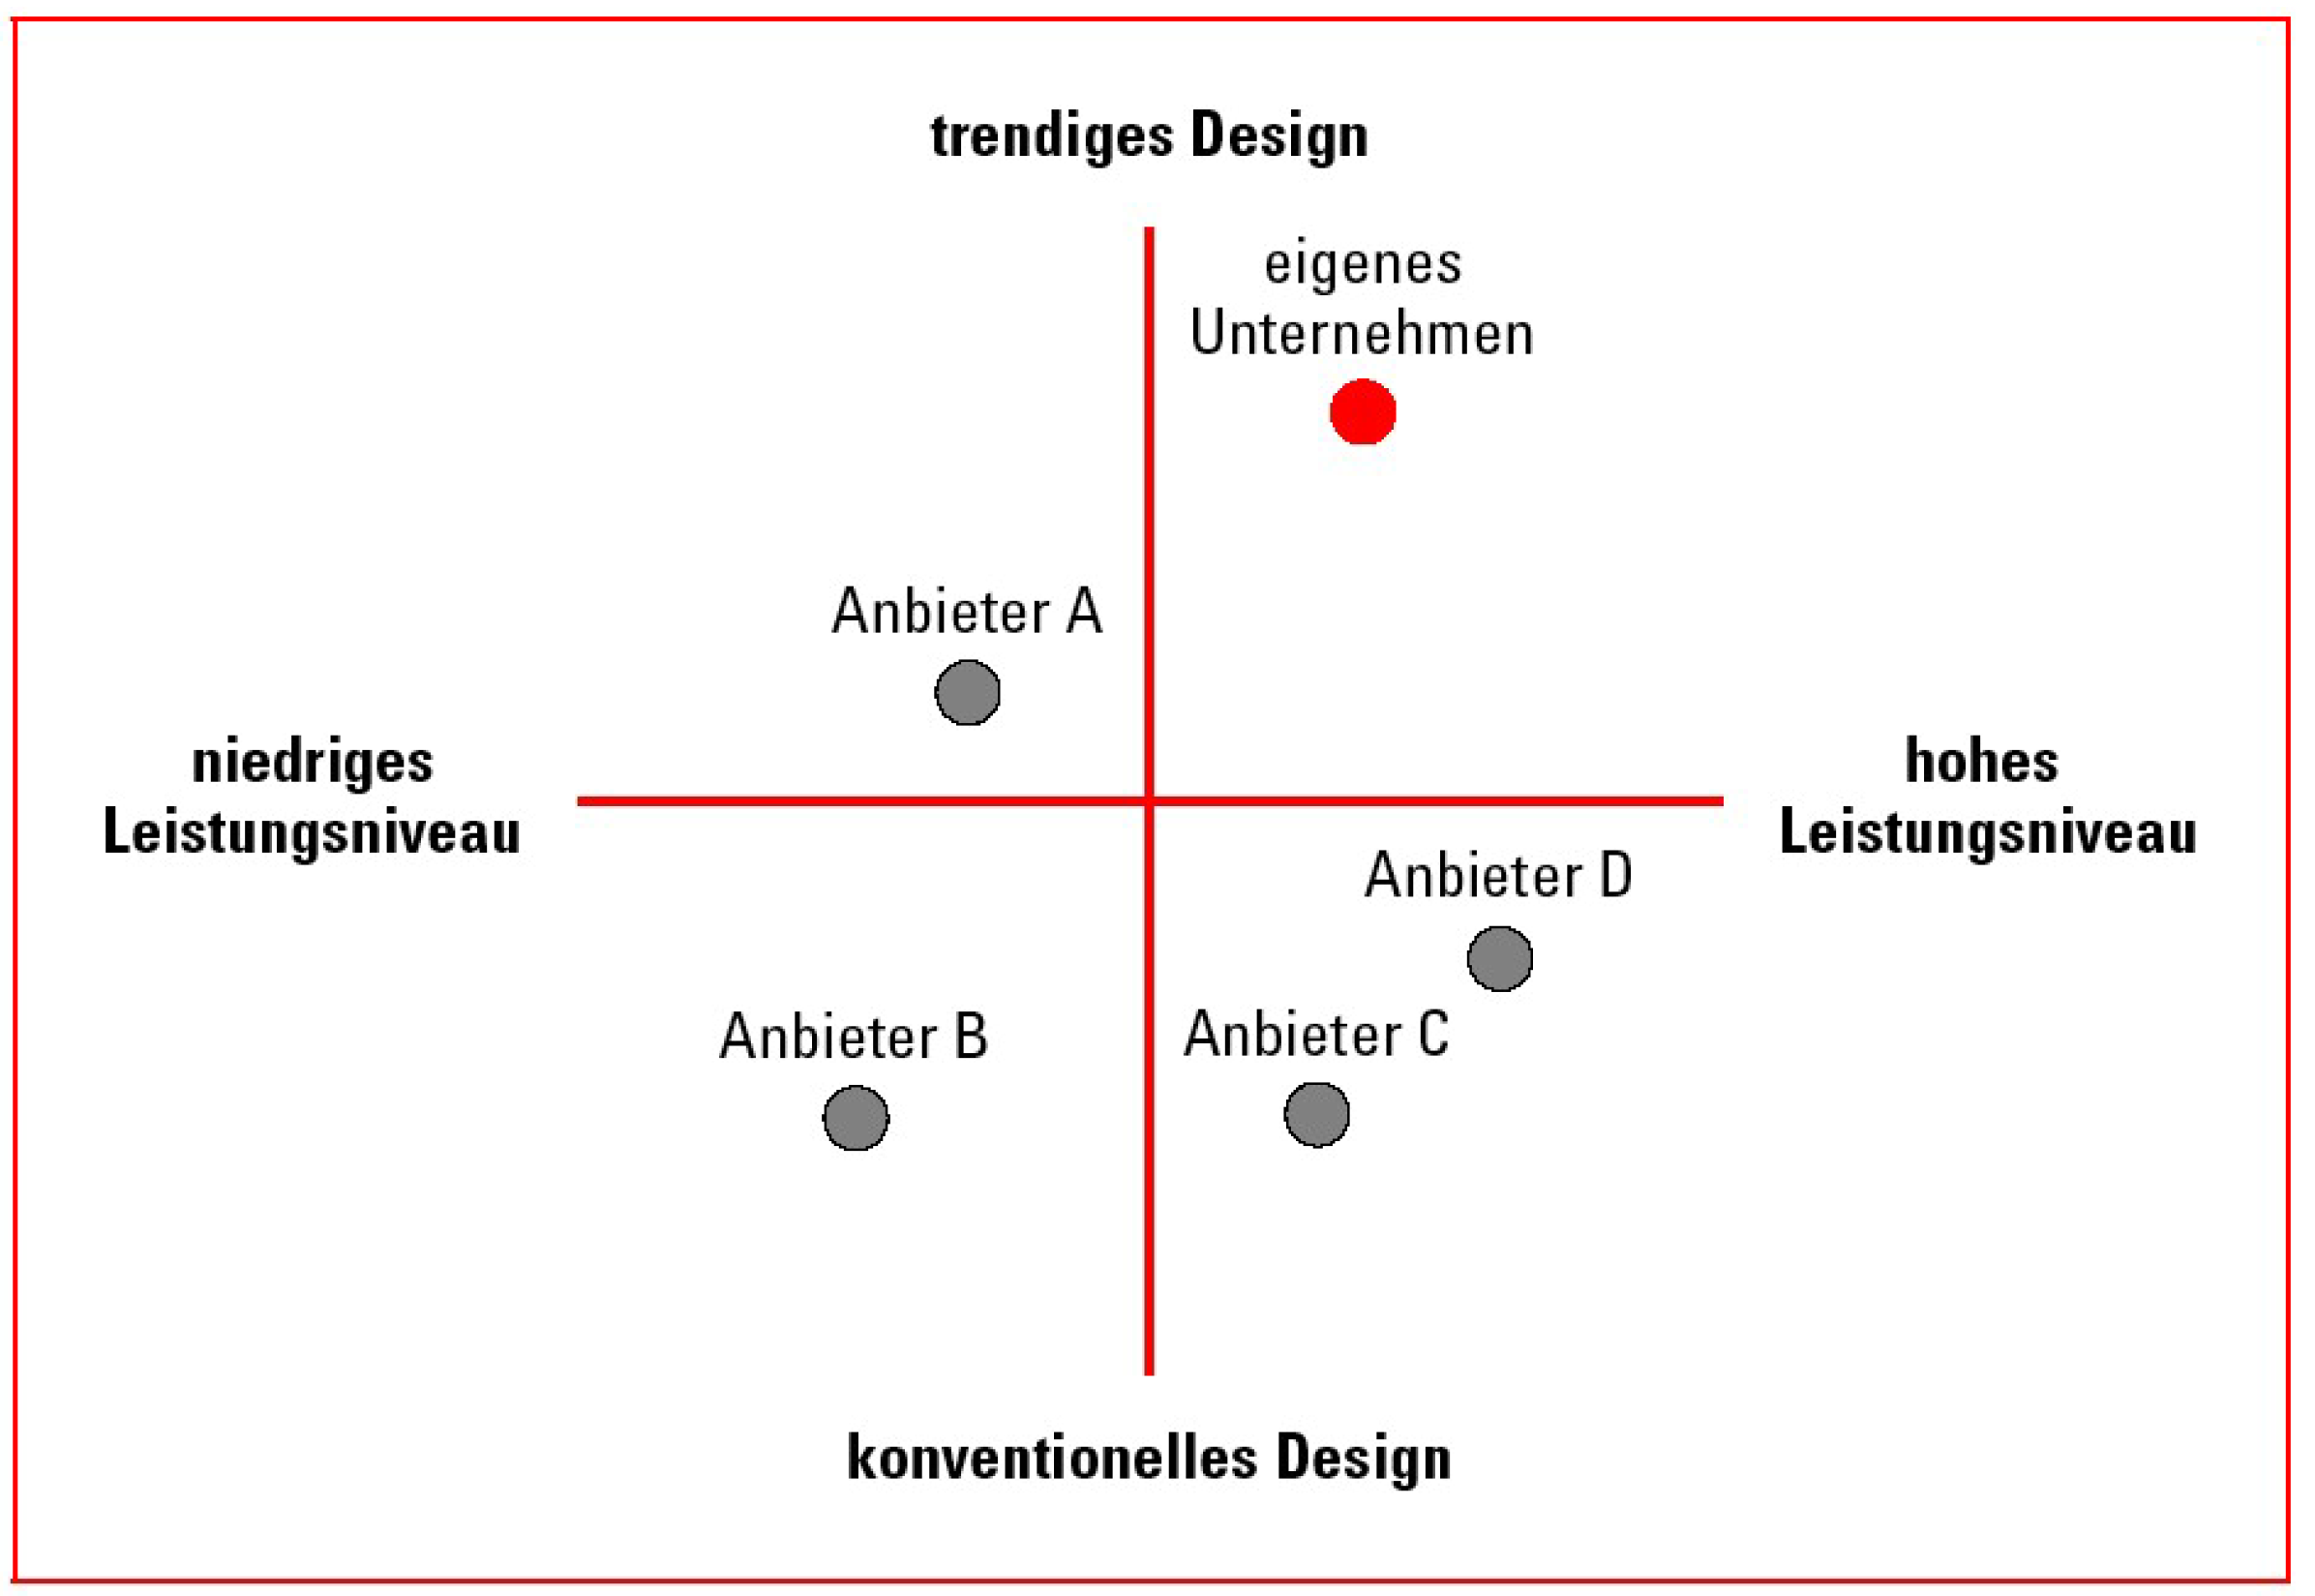 trendiges Design
eigenes
Unternehmen
Anbieter A
niedriges
Leistungsniveau
hohes
Leistungsniveau
Anbieter D
Anbieter B
Anbieter C
konventionelles Design